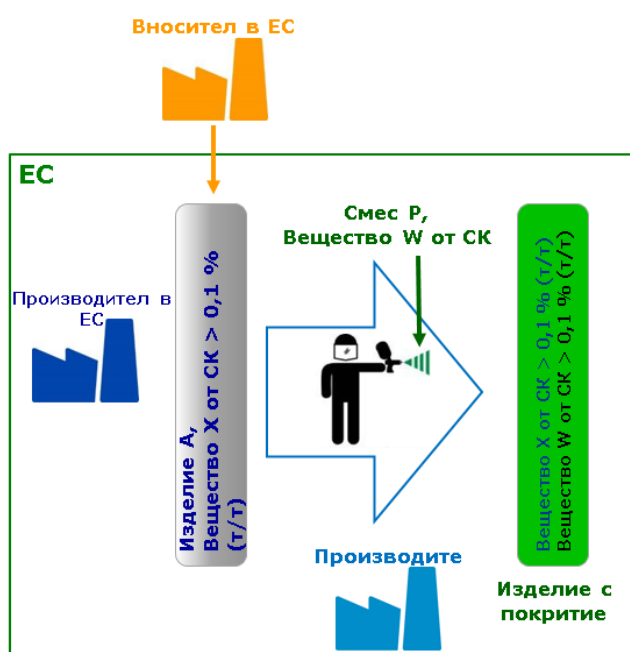 Вносител в ЕС
ЕС
Смес P,
Вещество W от СК
Производител в
ЕС
Изделие А,
Вещество X от СК > 0,1 %
(т/т)
Вещество X от СК > 0,1 % (т/т)
Вещество W от СК > 0,1 % (т/т)
Производите
Изделие с
покритие